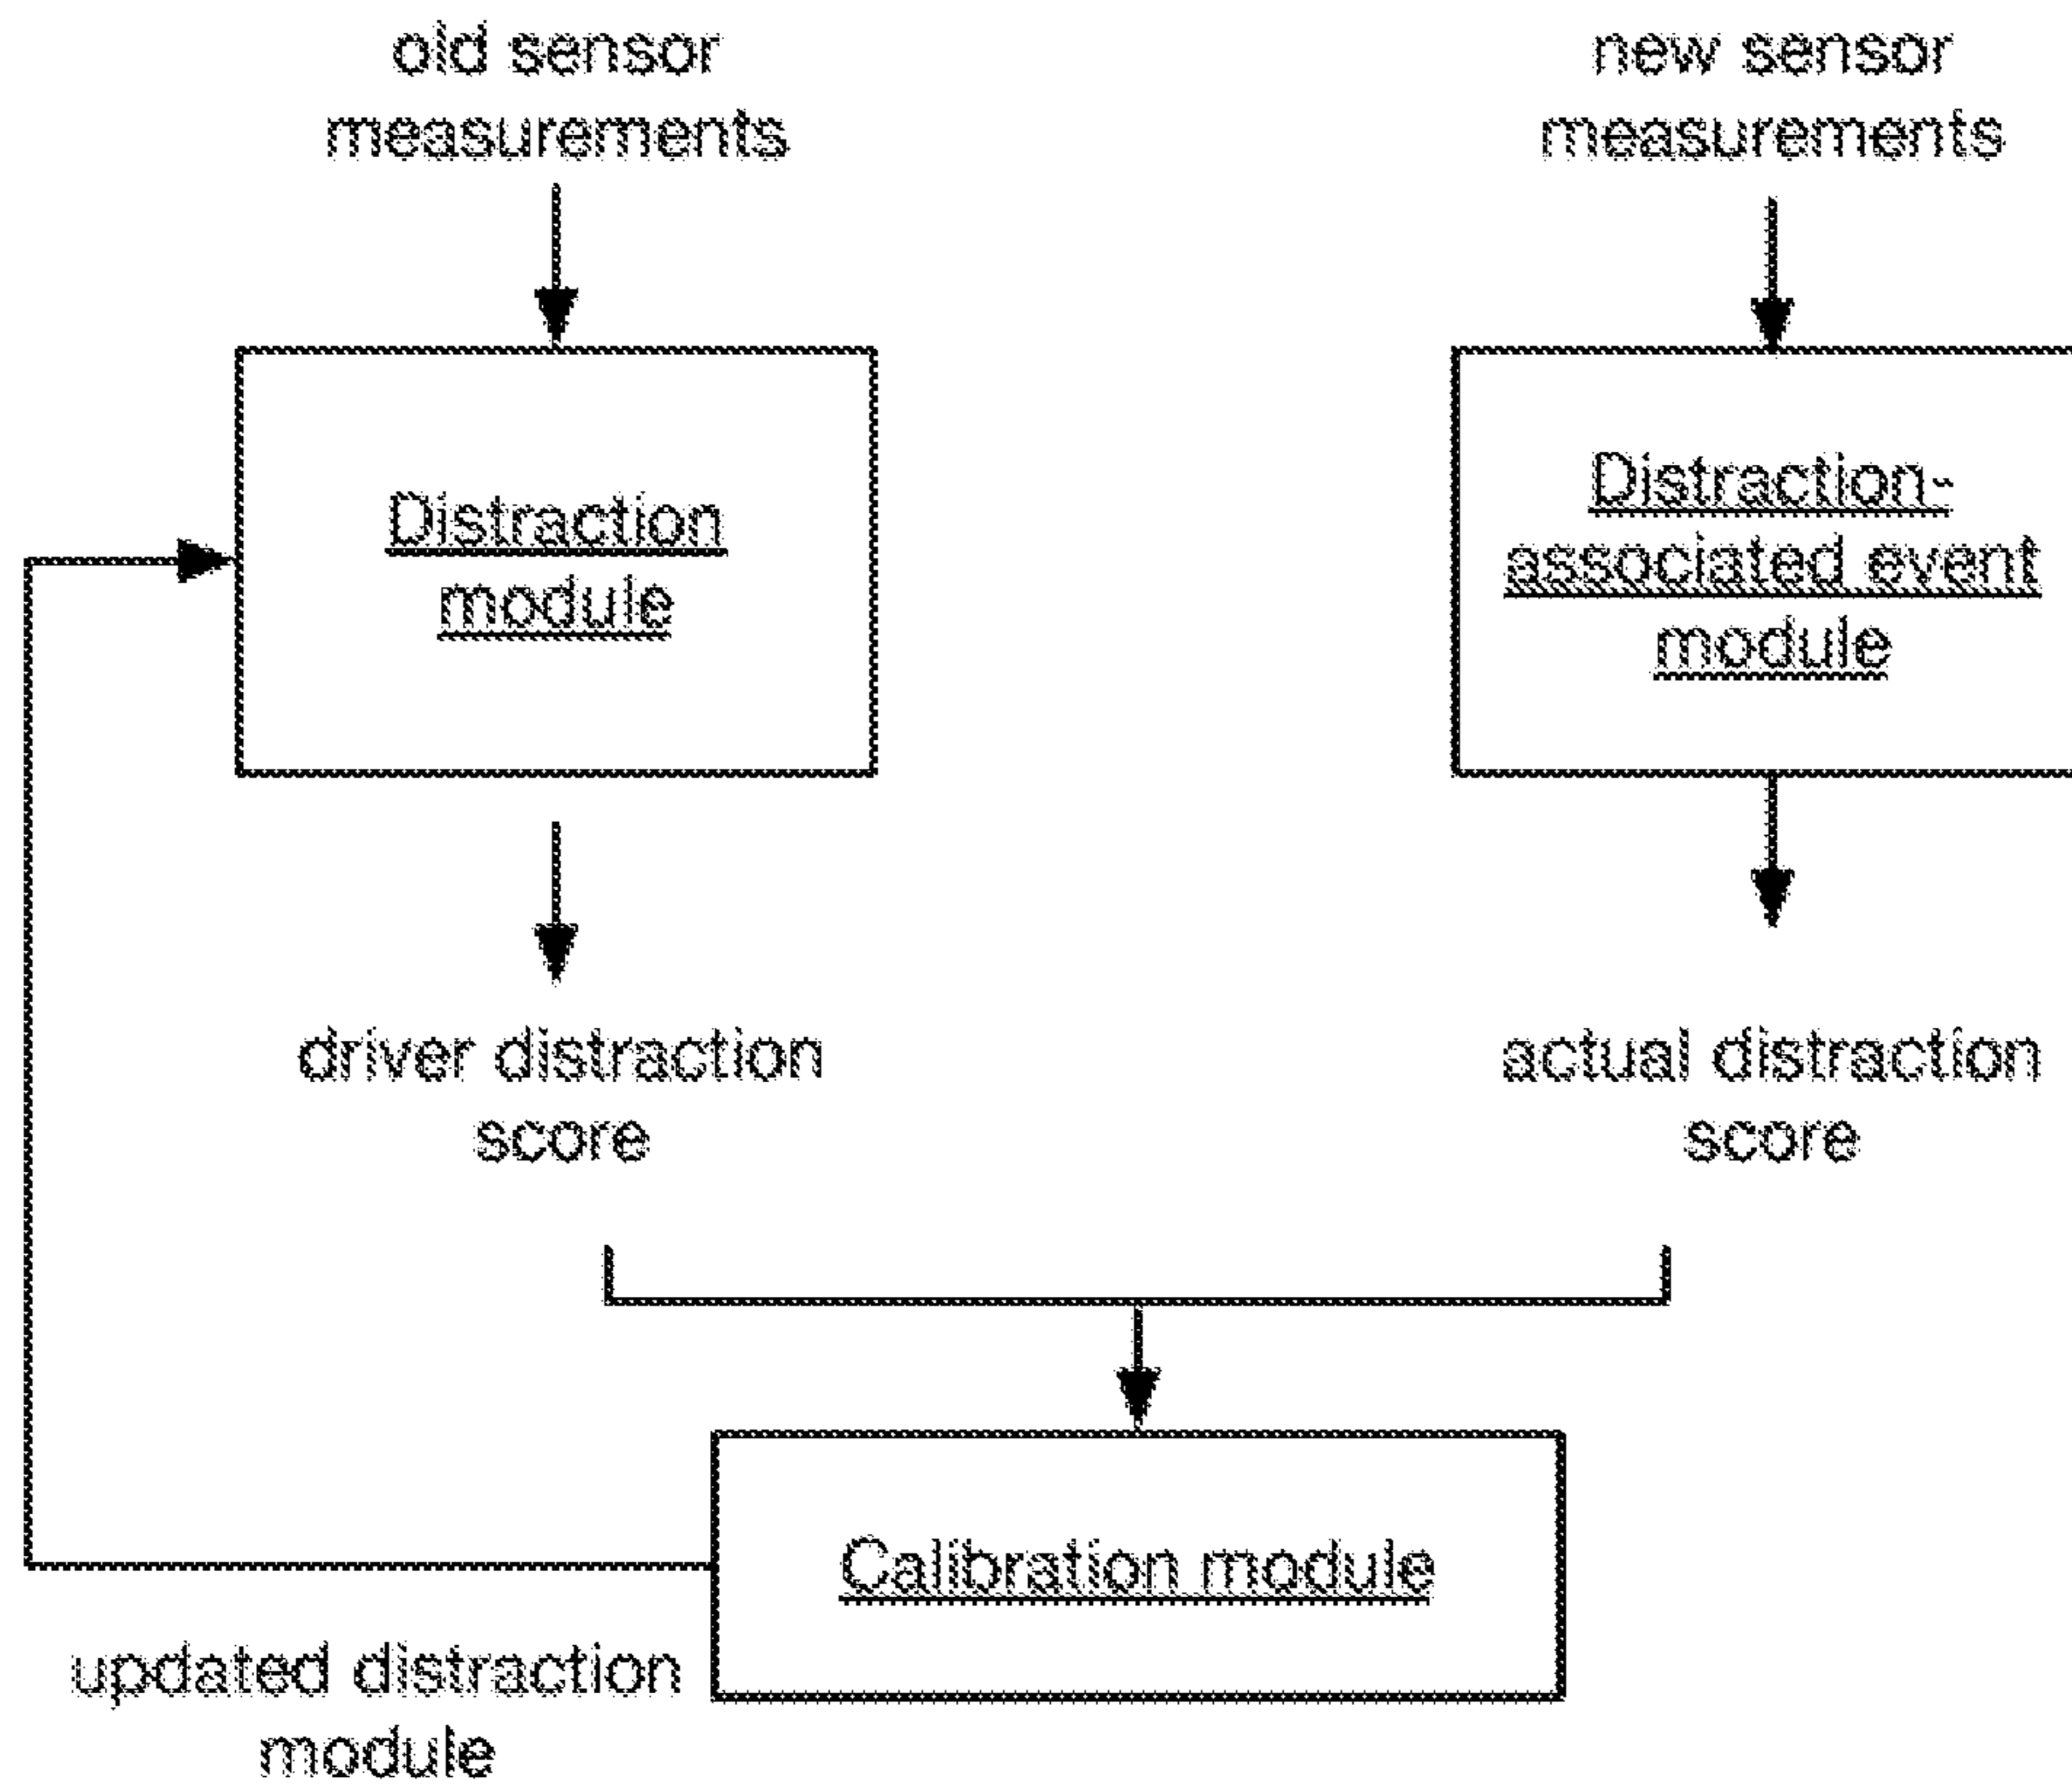 old sensor
measurements
new sensor
measurements
Distraction
module
Distraction-
associated event
module
driver distraction
score
actual distraction
score
Calibration module
updated distraction
module